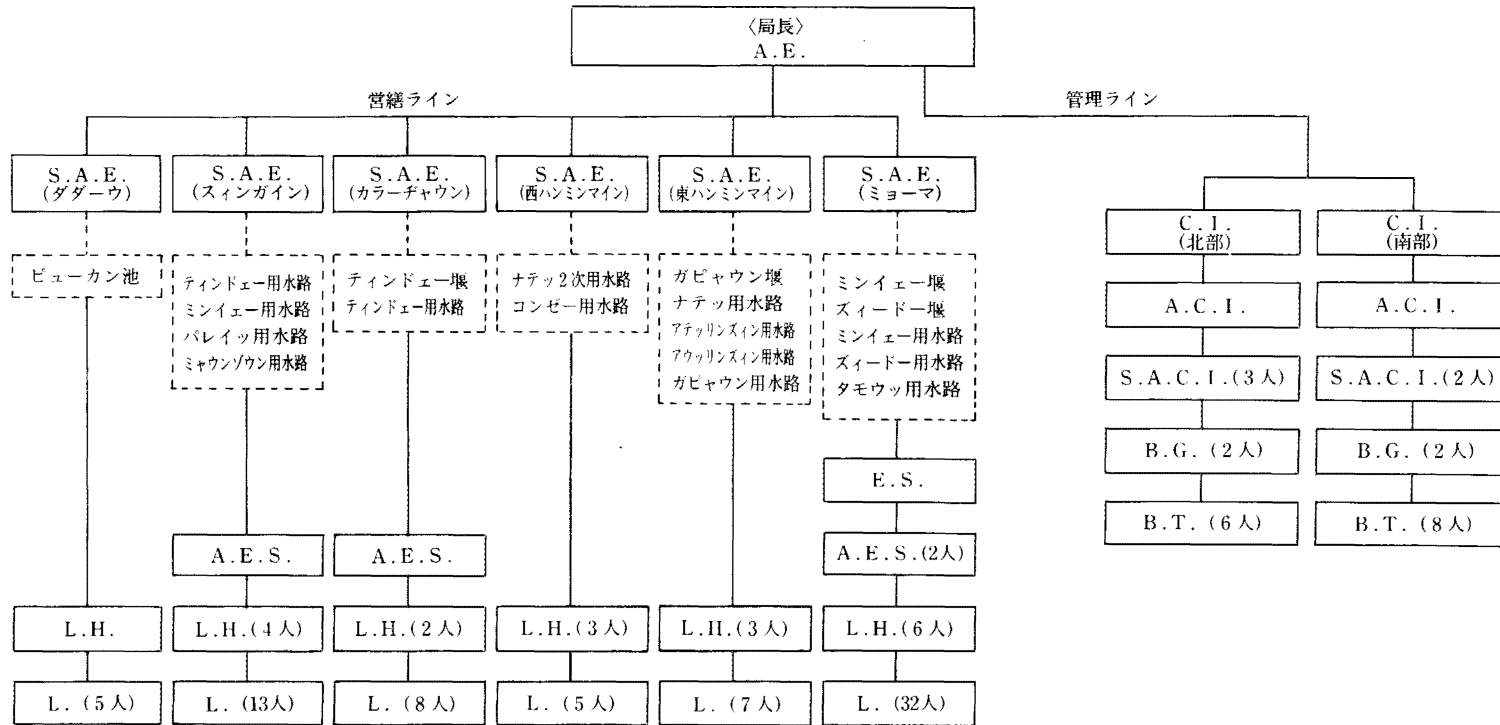 〈局長〉
A.E.
営繕ライン
管理ライン
S.A.E.
(ダダーウ)
S.A.E.
(スィンガイン)
S.A.E.
(カラーヂャウン)
S.A.E.
(西ハンミンマイン)
S.A.E.
(東ハンミンマイン)
S.A.E.
(ミョーマ)
ピューカン池
ティンドェー用水路
ミンイェー用水路
パレイッ用水路
ミャウンゾウン用水路
ティンドェー堰
ティンドェー用水路
ナテッ2次用水路
コンゼー用水路
ガピャウン堰
ナテッ用水路
アテッリンズィン用水路
アウッリンズィン用水路
ガピャウン用水路
ミンイェー堰
ズィードー堰
ミンイェー用水路
ズィードー用水路
タモウッ用水路
E.S.
A.E.S.
A.E.S.
A.E.S.(2人)
L.H.
L.H.(4人)
L.H.(2人)
L.H.(3人)
L.H.(3人)
L.H.(6人)
L. (5人)
L. (13人)
L. (8人)
L. (5人)
L. (7人)
L. (32人)
C.I.
(北部)
A.C.I.
S.A.C.I.(3人)
B.G. (2人)
B.T. (6人)
C.I.
(南部)
A.C.I.
S.A.C.I.(2人)
B.G. (2人)
B.T. (8人)